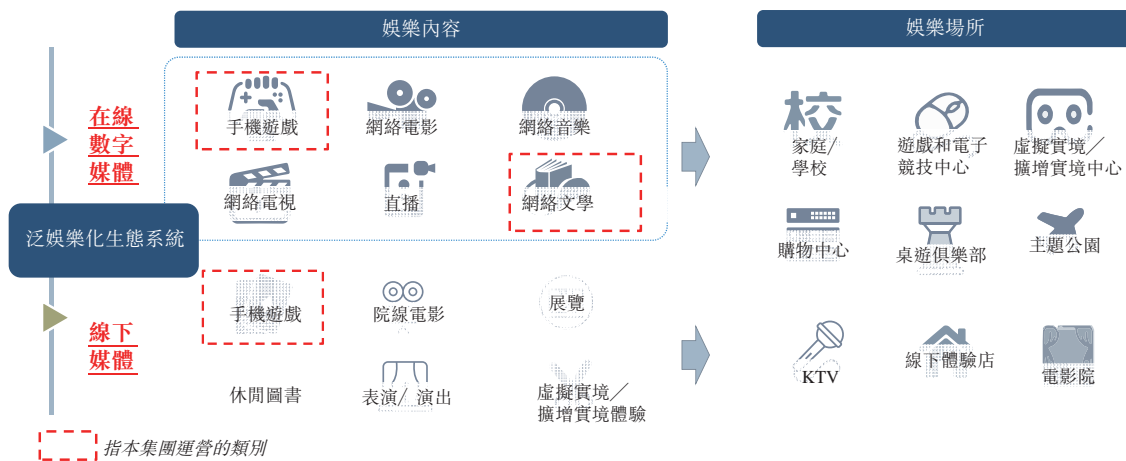 娛樂內容
娛樂場所
在線
數字
媒體
手機遊戲
網絡電影
網絡音樂
網絡電視
直播
網絡文學
校
家庭/
學校
遊戲和電子
競技中心
虛擬實境／
擴增實境中心
泛娛樂化生態系統
購物中心
桌遊俱樂部
主題公園
線下
媒體
手機遊戲
院線電影
展覽
休閒圖書
表演/ 演出
虛擬實境／
擴增實境體驗
KTV
線下體驗店
電影院
指本集團運營的類別